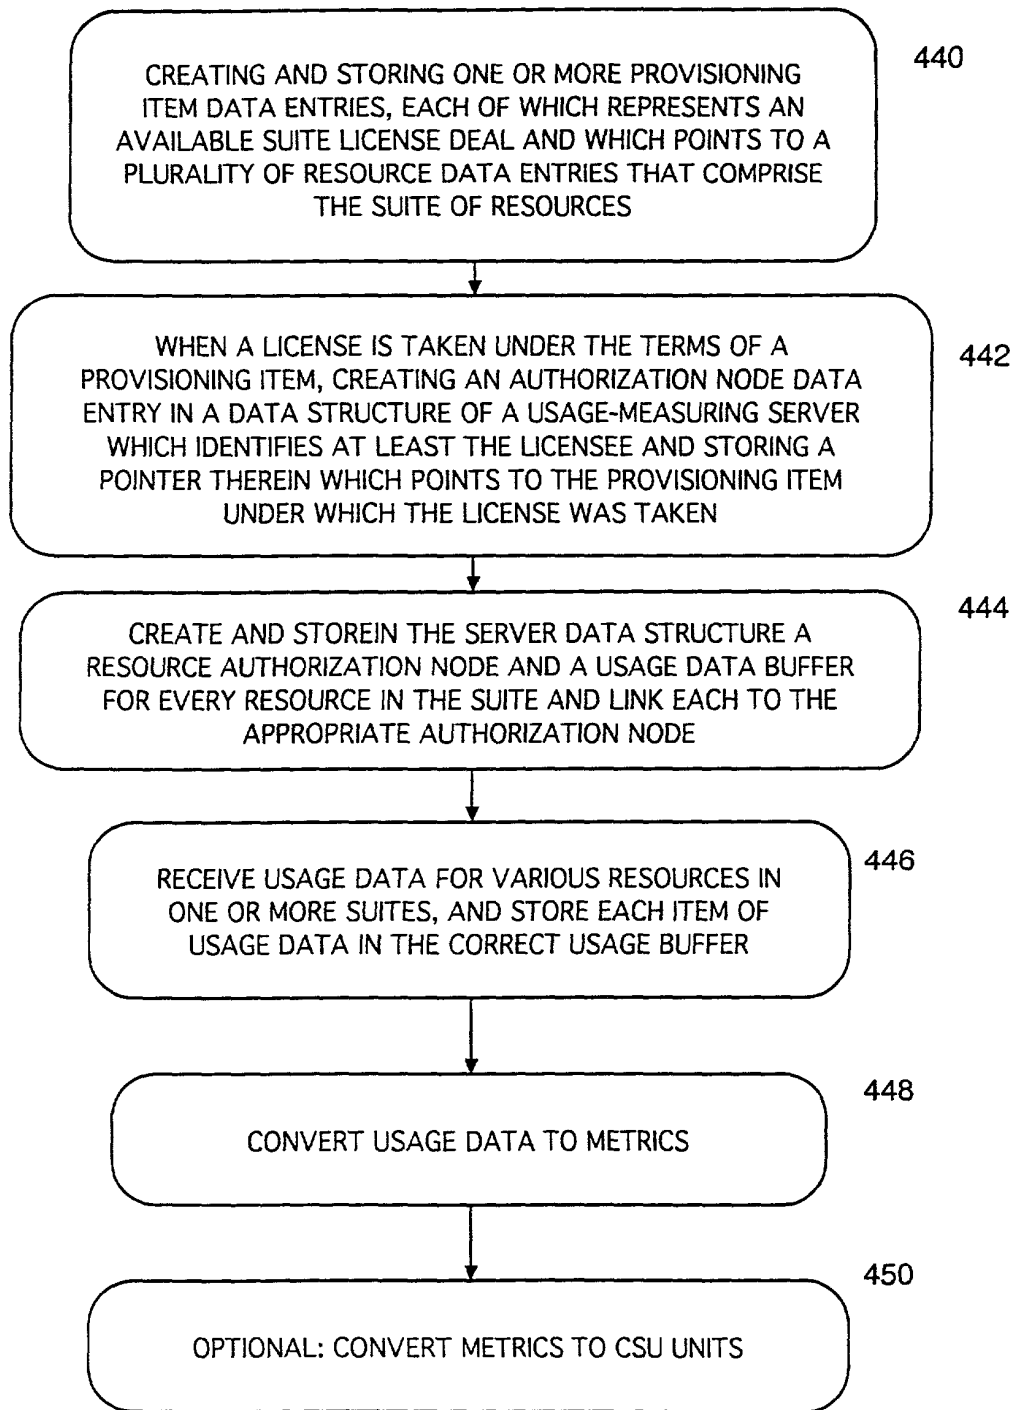 440
CREATING AND STORING ONE OR MORE PROVISIONING
ITEM DATA ENTRIES, EACH OF WHICH REPRESENTS AN
AVAILABLE SUITE LICENSE DEAL AND WHICH POINTS TO A
PLURALITY OF RESOURCE DATA ENTRIES THAT COMPRISE
THE SUITE OF RESOURCES
442
WHEN A LICENSE IS TAKEN UNDER THE TERMS OF A
PROVISIONING ITEM, CREATING AN AUTHORIZATION NODE DATA
ENTRY IN A DATA STRUCTURE OF A USAGE-MEASURING SERVER
WHICH IDENTIFIES AT LEAST THE LICENSEE AND STORING A
POINTER THEREIN WHICH POINTS TO THE PROVISIONING ITEM
UNDER WHICH THE LICENSE WAS TAKEN
444
CREATE AND STOREIN THE SERVER DATA STRUCTURE A
RESOURCE AUTHORIZATION NODE AND A USAGE DATA BUFFER
FOR EVERY RESOURCE IN THE SUITE AND LINK EACH TO THE
APPROPRIATE AUTHORIZATION NODE
446
RECEIVE USAGE DATA FOR VARIOUS RESOURCES IN
ONE OR MORE SUITES, AND STORE EACH ITEM OF
USAGE DATA IN THE CORRECT USAGE BUFFER
448
CONVERT USAGE DATA TO METRICS
450
OPTIONAL: CONVERT METRICS TO CSU UNITS